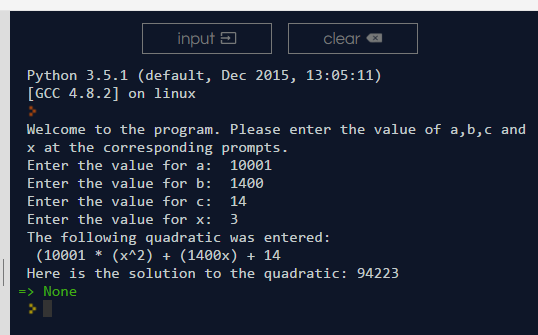 input
clear
Python 3.5.1 (default, Dec 2015, 13:05:11)
[GCC 4.8.2] on linux
Welcome to the program. Please enter the value of a,b,c and
x at the corresponding prompts.
Enter the value for a:  10001
Enter the value for b:  1400
Enter the value for c:  14
Enter the value for x:  3
The following quadratic was entered:
 (10001 * (x^2) + (1400x) + 14
Here is the solution to the quadratic: 94223
=> None